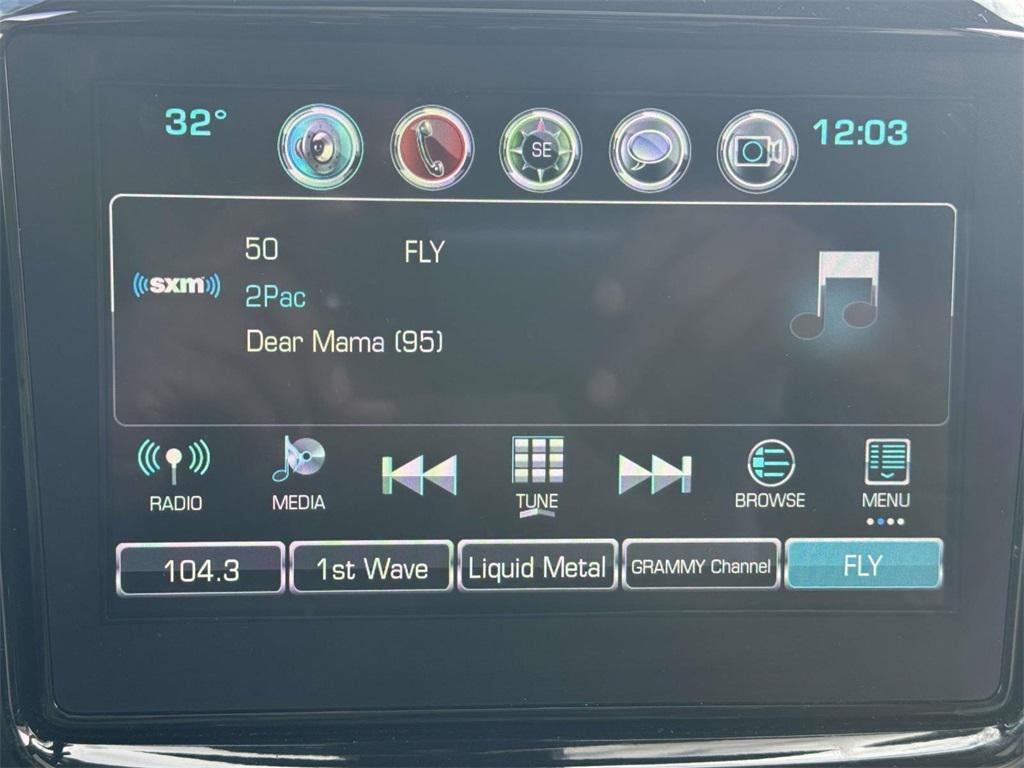 32°
SE
12:03
50 FLY
sxm
2Pac
Dear Mama (95)
RADIO
MEDIA
TUNE
BROWSE
MENU
104.3
1st Wave
Liquid Metal
GRAMMY Channel
FLY